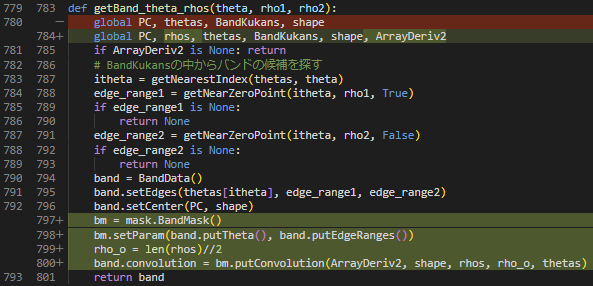 779 783 def getBand_theta_rhos(theta, rho1, rho2):
780 — global PC, thetas, BandKukans, shape
784+ global PC, rhos, thetas, BandKukans, shape, ArrayDeriv2
781 785 if ArrayDeriv2 is None: return
782 786 # BandKukansの中からバンドの候補を探す
783 787 itheta = getNearestIndex(thetas, theta)
784 788 edge_range1 = getNearZeroPoint(itheta, rho1, True)
785 789 if edge_range1 is None:
786 790 return None
787 791 edge_range2 = getNearZeroPoint(itheta, rho2, False)
788 792 if edge_range2 is None:
789 793 return None
790 794 band = BandData()
791 795 band.setEdges(thetas[itheta], edge_range1, edge_range2)
792 796 band.setCenter(PC, shape)
797+ bm = mask.BandMask()
798+ bm.setParam(band.putTheta(), band.putEdgeRanges())
799+ rho_o = len(rhos)//2
800+ band.convolution = bm.putConvolution(ArrayDeriv2, shape, rhos, rho_o, thetas)
793 801 return band